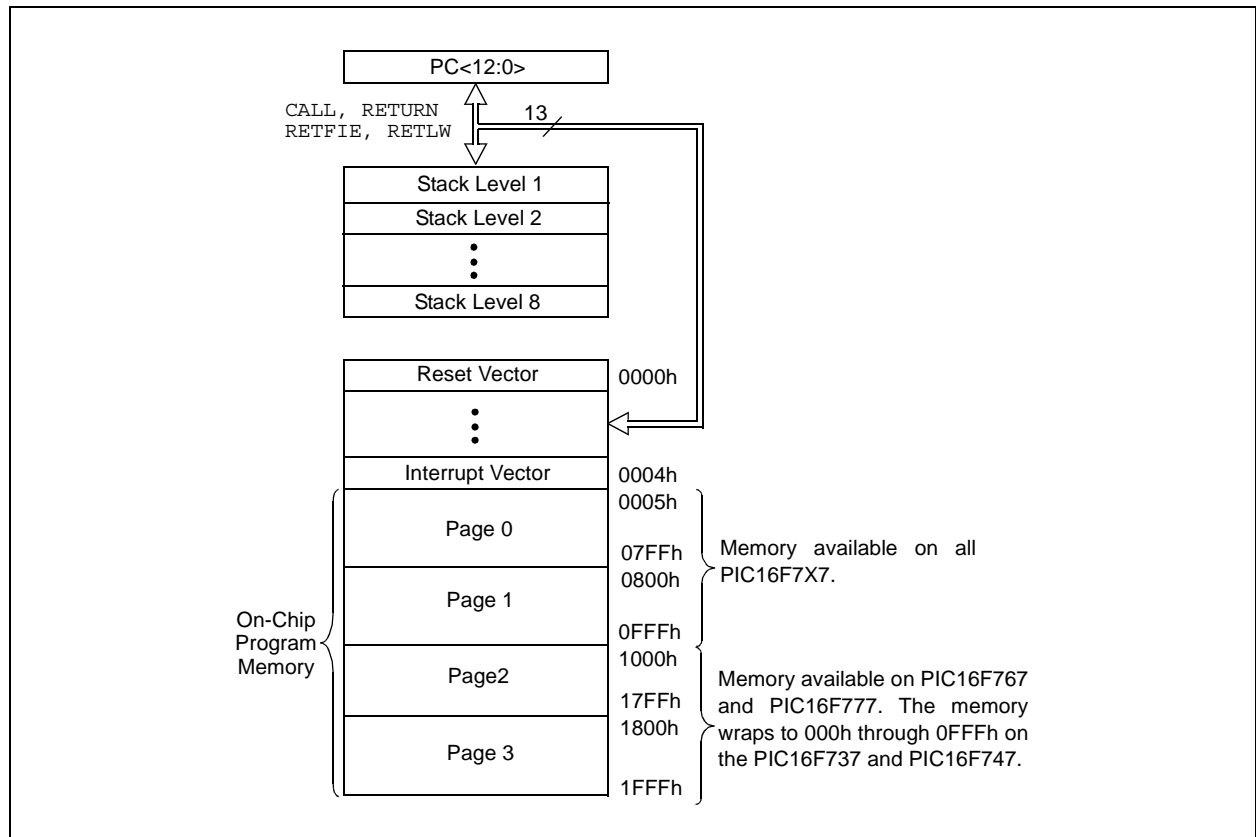 PC<12:0>
CALL, RETURN
RETFIE, RETLW
13
Stack Level 1
Stack Level 2
Stack Level 8
Reset Vector
0000h
Interrupt Vector
0004h
0005h
Page 0
07FFh
Memory available on all
PIC16F7X7.
0800h
Page 1
0FFFh
On-Chip
Program
Memory
1000h
Page2
17FFh
Memory available on PIC16F767
and PIC16F777. The memory
wraps to 000h through 0FFFh on
the PIC16F737 and PIC16F747.
1800h
Page 3
1FFFh